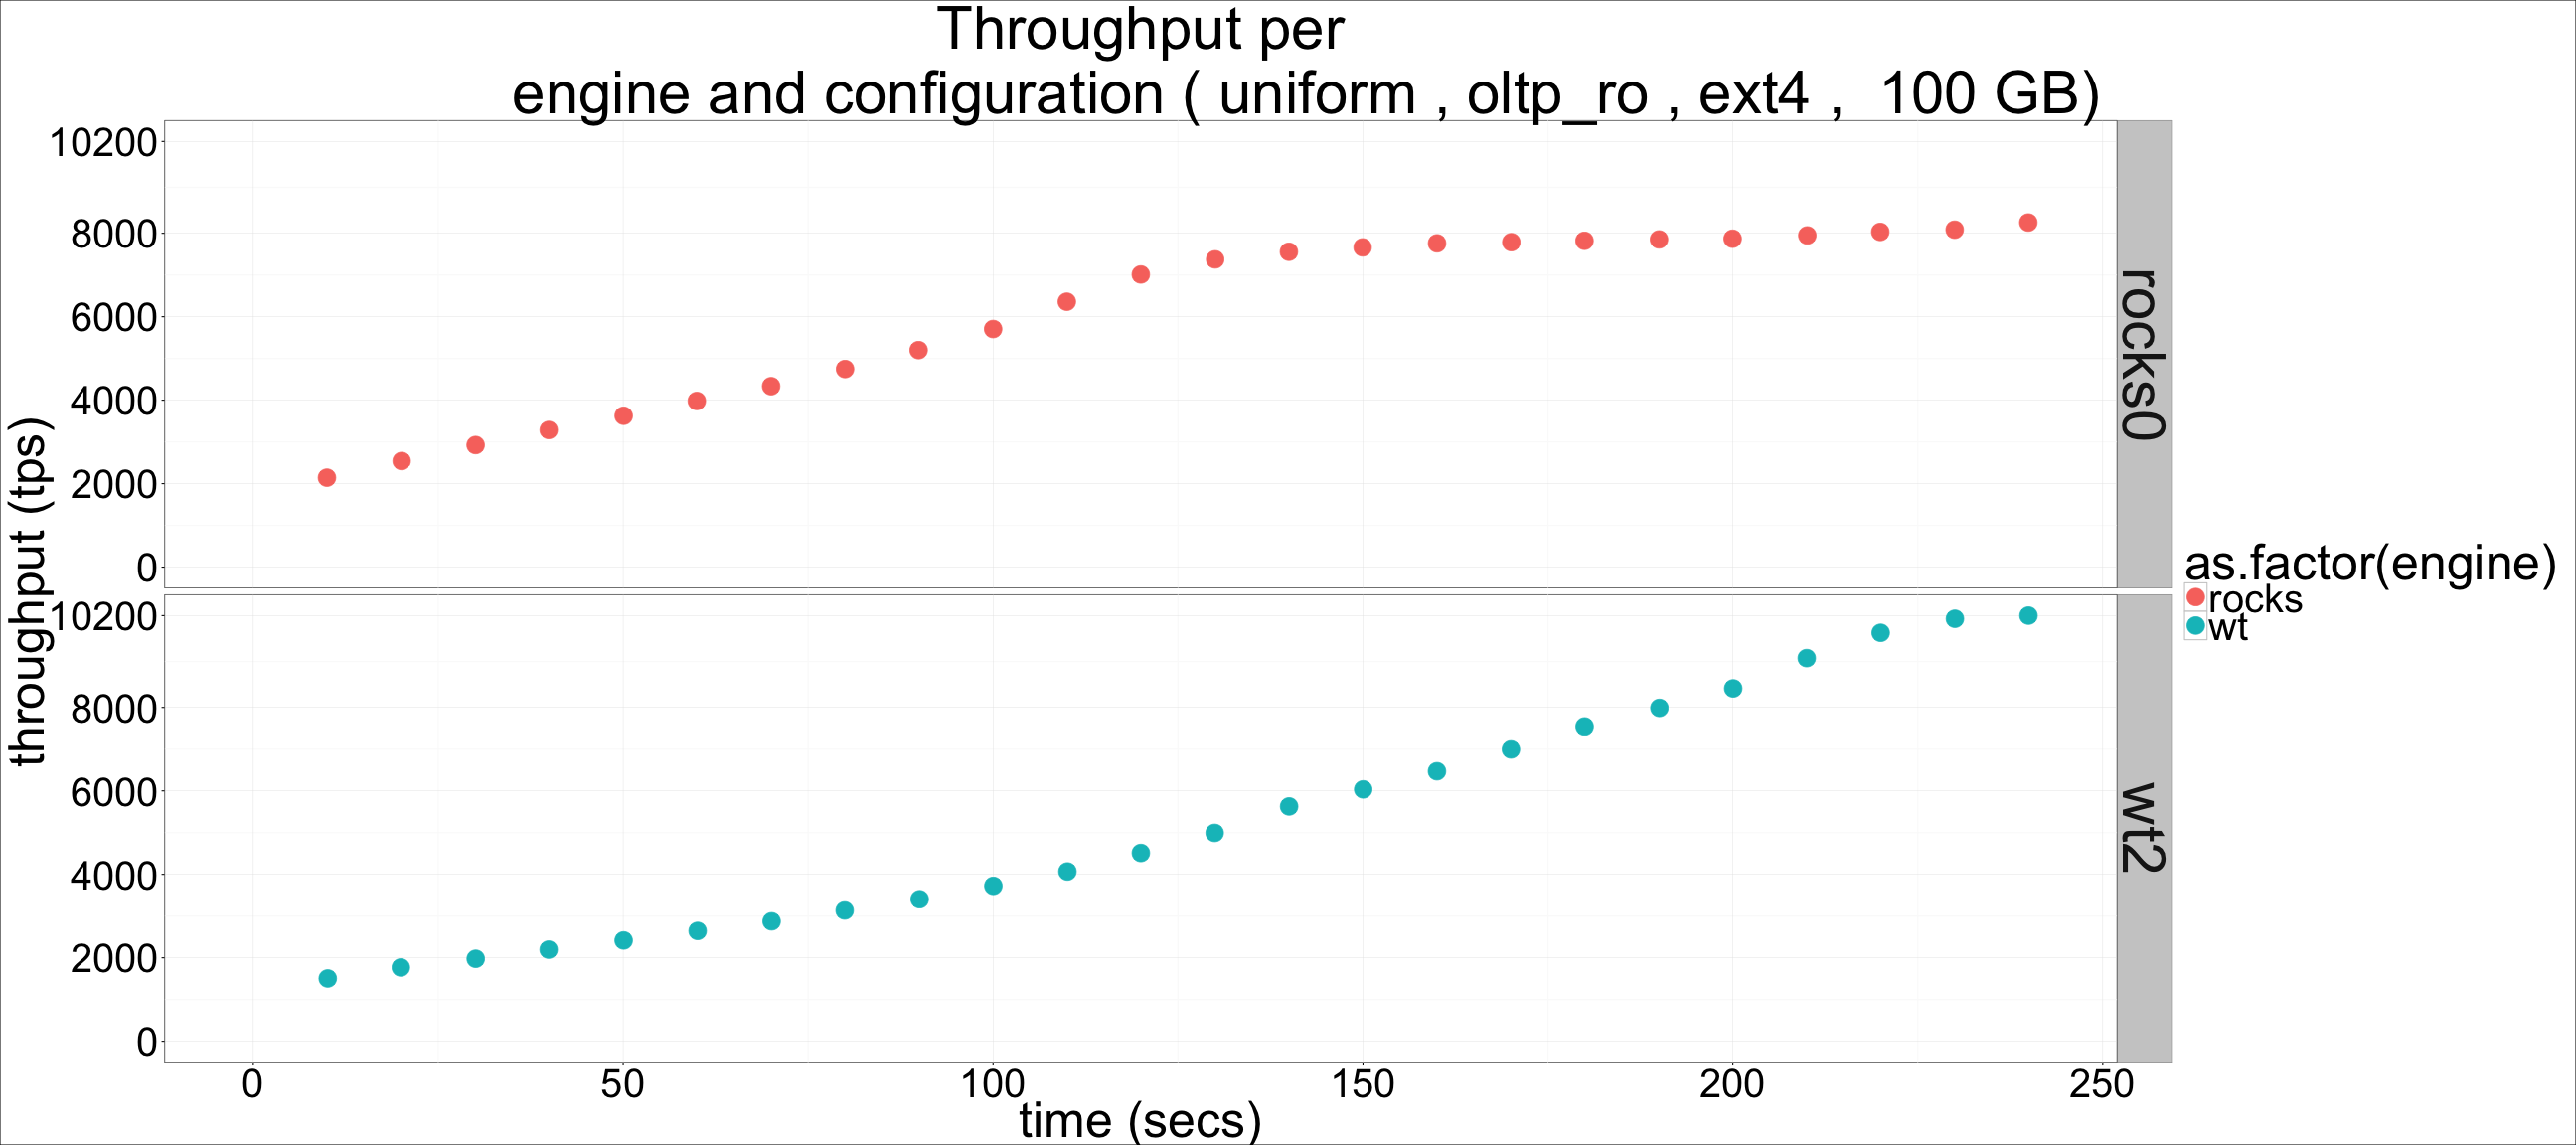 Throughput per
engine and configuration ( uniform , oltp_ro , ext4 , 100 GB)
throughput (tps)
10200
8000
6000
4000
2000
0
rocks0
10200
8000
6000
4000
2000
0
wt2
0 50 100 150 200 250
time (secs)
as.factor(engine)
rocks
wt